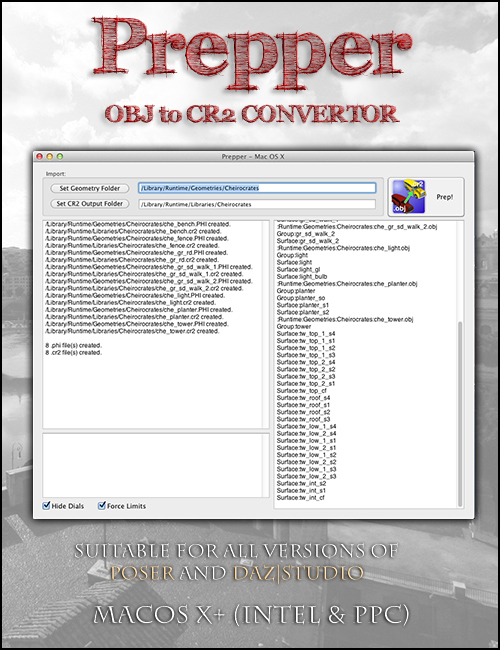 Prepper
OBJ to CR2 CONVERTOR
Prepper - Mac OS X
Import:
Set Geometry Folder
/Library/Runtime/Geometries/Cheirocrates
Set CR2 Output Folder
/Library/Runtime/Libraries/Cheirocrates
.obj
Prep!
/Library/Runtime/Geometries/Cheirocrates/che_bench.PHI created.
/Library/Runtime/Geometries/Cheirocrates/che_bench.cr2 created.
/Library/Runtime/Geometries/Cheirocrates/che_fence.PHI created.
/Library/Runtime/Geometries/Cheirocrates/che_fence.cr2 created.
/Library/Runtime/Geometries/Cheirocrates/che_gr_rd.PHI created.
/Library/Runtime/Geometries/Cheirocrates/che_gr_rd.cr2 created.
/Library/Runtime/Geometries/Cheirocrates/che_gr_sd_walk_1.PHI created.
/Library/Runtime/Geometries/Cheirocrates/che_gr_sd_walk_1.cr2 created.
/Library/Runtime/Geometries/Cheirocrates/che_gr_sd_walk_2.PHI created.
/Library/Runtime/Geometries/Cheirocrates/che_gr_sd_walk_2.cr2 created.
/Library/Runtime/Geometries/Cheirocrates/che_light.PHI created.
/Library/Runtime/Geometries/Cheirocrates/che_light.cr2 created.
/Library/Runtime/Geometries/Cheirocrates/che_planter.PHI created.
/Library/Runtime/Geometries/Cheirocrates/che_planter.cr2 created.
/Library/Runtime/Geometries/Cheirocrates/che_tower.PHI created.
/Library/Runtime/Geometries/Cheirocrates/che_tower.cr2 created.
8 .phi file(s) created.
8 .cr2 file(s) created.
:Runtime:Geometries:Cheirocrates:che_gr_sd_walk_2.obj
Group:gr_sd_walk_2
Surface:gr_sd_walk_2
:Runtime:Geometries:Cheirocrates:che_light.obj
Group:light
Surface:light
Surface:light_gl
Surface:light_bulb
:Runtime:Geometries:Cheirocrates:che_planter.obj
Group:planter
Surface:planter_so
Surface:planter_s1
Surface:planter_s2
:Runtime:Geometries:Cheirocrates:che_tower.obj
Group:tower
Surface:tw_top_1_s4
Surface:tw_top_1_s2
Surface:tw_top_1_s1
Surface:tw_top_1_s3
Surface:tw_top_2_s4
Surface:tw_top_2_s2
Surface:tw_top_2_s3
Surface:tw_top_2_s1
Surface:tw_top_cf
Surface:tw_roof_s4
Surface:tw_roof_s1
Surface:tw_roof_s2
Surface:tw_roof_s3
Surface:tw_low_2_s4
Surface:tw_low_1_s4
Surface:tw_low_1_s1
Surface:tw_low_2_s1
Surface:tw_low_1_s2
Surface:tw_low_2_s2
Surface:tw_low_1_s3
Surface:tw_low_2_s3
Surface:tw_int_s2
Surface:tw_int_s1
Surface:tw_int_cf
Hide Dials
Force Limits
SUITABLE FOR ALL VERSIONS OF
POSER AND DAZ|STUDIO
MACOS X+ (INTEL & PPC)